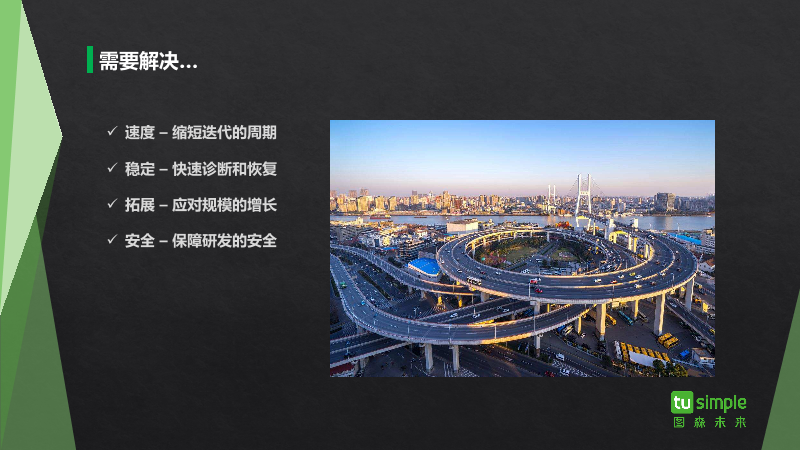 需要解决...
✓ 速度 – 缩短迭代的周期
✓ 稳定 – 快速诊断和恢复
✓ 拓展 – 应对规模的增长
✓ 安全 – 保障研发的安全
tu simple
图森未来